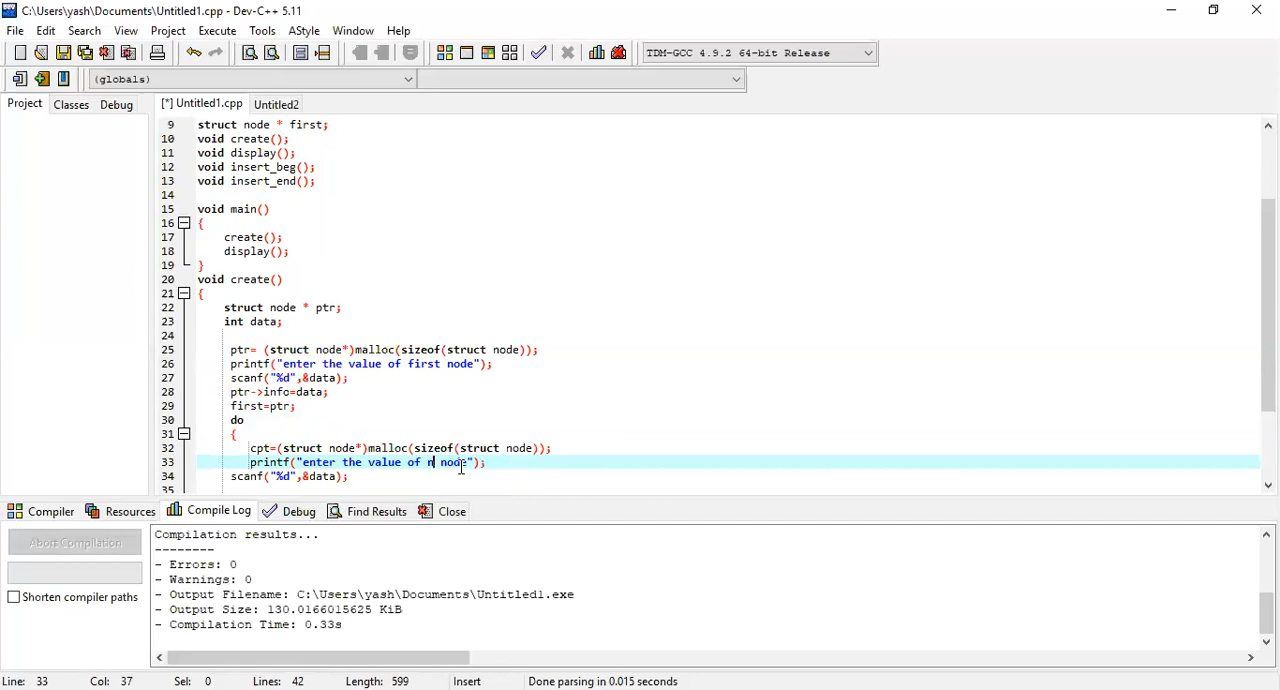 C:\Users\yash\Documents\Untitled1.cpp - Dev-C++ 5.11
File Edit Search View Project Execute Tools AStyle Window Help
TDM-GCC 4.9.2 64-bit Release
(globals)
Project Classes Debug [*] Untitled1.cpp Untitled2
9 struct node * first;
10 void create();
11 void display();
12 void insert_beg();
13 void insert_end();
14
15 void main()
16 {
17 create();
18 display();
19 }
20 void create()
21 {
22 struct node * ptr;
23 int data;
24
25 ptr= (struct node*)malloc(sizeof(struct node));
26 printf("enter the value of first node");
27 scanf("%d",&data);
28 ptr->info=data;
29 first=ptr;
30 do
31 {
32 cpt=(struct node*)malloc(sizeof(struct node));
33 printf("enter the value of n node");
34 scanf("%d",&data);
35
Compiler Resources Compile Log Debug Find Results Close
Abort Compilation
Shorten compiler paths
Compilation results...
--------
- Errors: 0
- Warnings: 0
- Output Filename: C:\Users\yash\Documents\Untitled1.exe
- Output Size: 130.0166015625 KiB
- Compilation Time: 0.33s
Line: 33 Col: 37 Sel: 0 Lines: 42 Length: 599 Insert Done parsing in 0.015 seconds